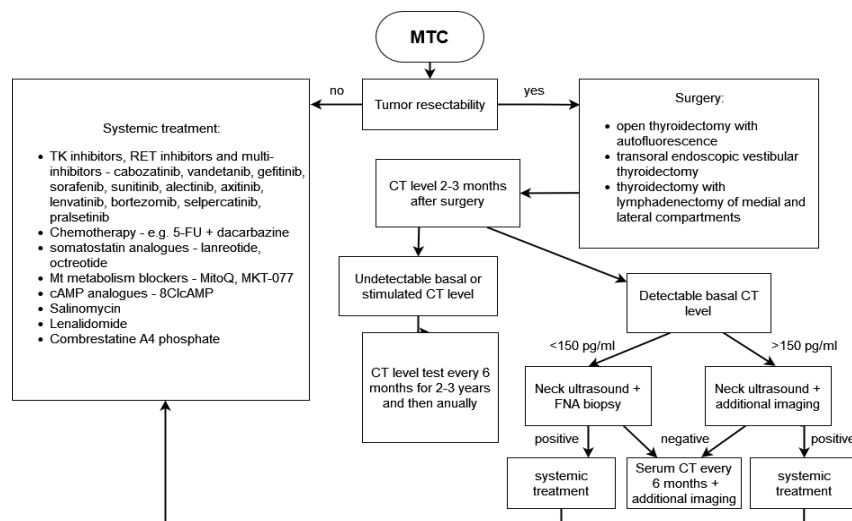 MTC
no
Tumor resectability
yes
Systemic treatment:
• TK inhibitors, RET inhibitors and multi-
inhibitors - cabozatinib, vandetanib, gefitinib,
sorafenib, sunitinib, alectinib, axitinib,
lenvatinib, bortezomib, selpercatinib,
pralsetinib
• Chemotherapy - e.g. 5-FU + dacarbazine
• somatostatin analogues - lanreotide,
octreotide
• Mt metabolism blockers - MitoQ, MKT-077
• cAMP analogues - 8ClcAMP
• Salinomycin
• Lenalidomide
• Combrestatine A4 phosphate
Surgery:
• open thyroidectomy with
autofluorescence
• transoral endoscopic vestibular
thyroidectomy
• thyroidectomy with
lymphadenectomy of medial and
lateral compartments
CT level 2-3 months
after surgery
Undetectable basal or
stimulated CT level
Detectable basal CT
level
CT level test every 6
months for 2-3 years
and then anually
<150 pg/ml
>150 pg/ml
Neck ultrasound +
FNA biopsy
Neck ultrasound +
additional imaging
positive
negative
positive
systemic
treatment
Serum CT every
6 months +
additional imaging
systemic
treatment